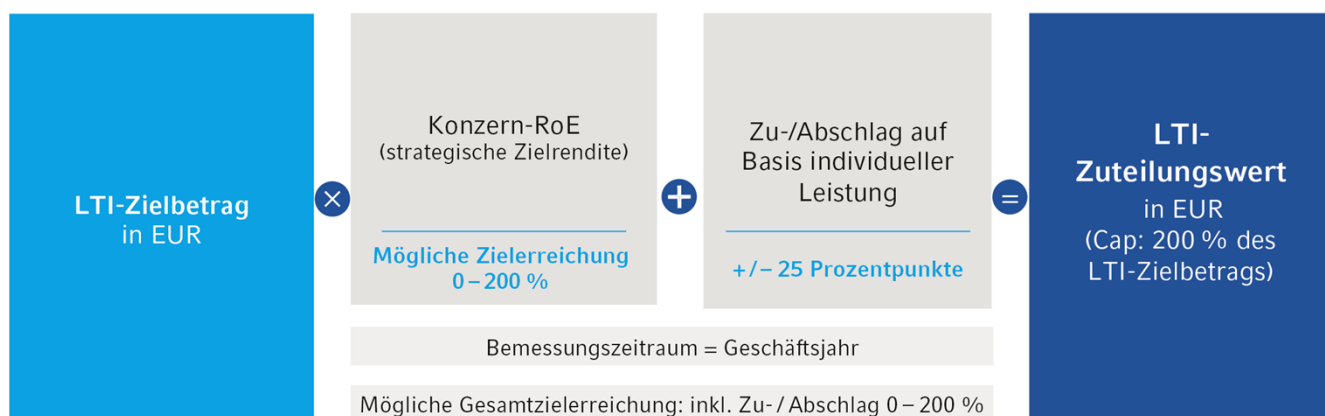 LTI-Zielbetrag
in EUR
×
Konzern-RoE
(strategische Zielrendite)
Mögliche Zielerreichung
0 – 200 %
+
Zu-/Abschlag auf
Basis individueller
Leistung
+/– 25 Prozentpunkte
=
LTI-
Zuteilungswert
in EUR
(Cap: 200 % des
LTI-Zielbetrags)
Bemessungszeitraum = Geschäftsjahr
Mögliche Gesamtzielerreichung: inkl. Zu- / Abschlag 0 – 200 %